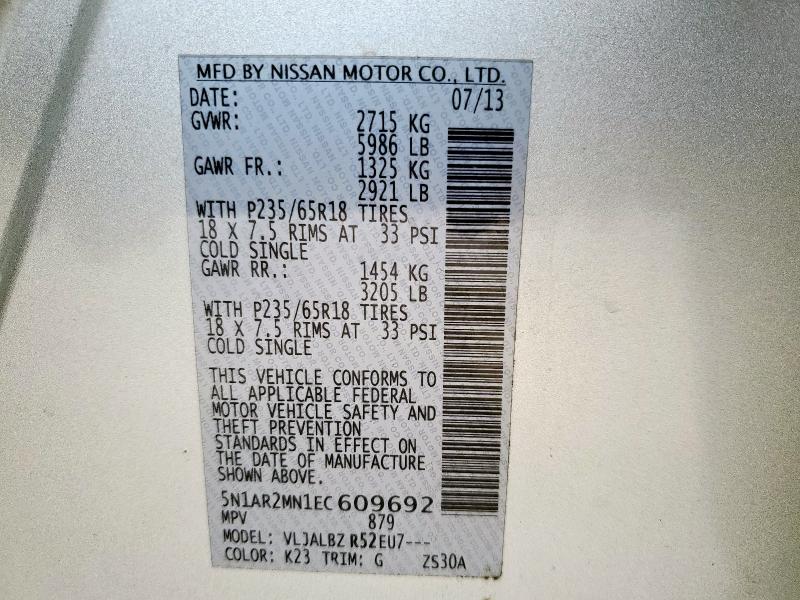 MFD BY NISSAN MOTOR CO., LTD.
DATE: 07/13
GVWR: 2715 KG
5986 LB
GAWR FR.: 1325 KG
2921 LB
WITH P235/65R18 TIRES
18 X 7.5 RIMS AT 33 PSI
COLD SINGLE
GAWR RR.: 1454 KG
3205 LB
WITH P235/65R18 TIRES
18 X 7.5 RIMS AT 33 PSI
COLD SINGLE
THIS VEHICLE CONFORMS TO
ALL APPLICABLE FEDERAL
MOTOR VEHICLE SAFETY AND
THEFT PREVENTION
STANDARDS IN EFFECT ON
THE DATE OF MANUFACTURE
SHOWN ABOVE.
5N1AR2MN1EC609692
MPV 879
MODEL: VLJALBZ R52EU7---
COLOR: K23 TRIM: G ZS30A